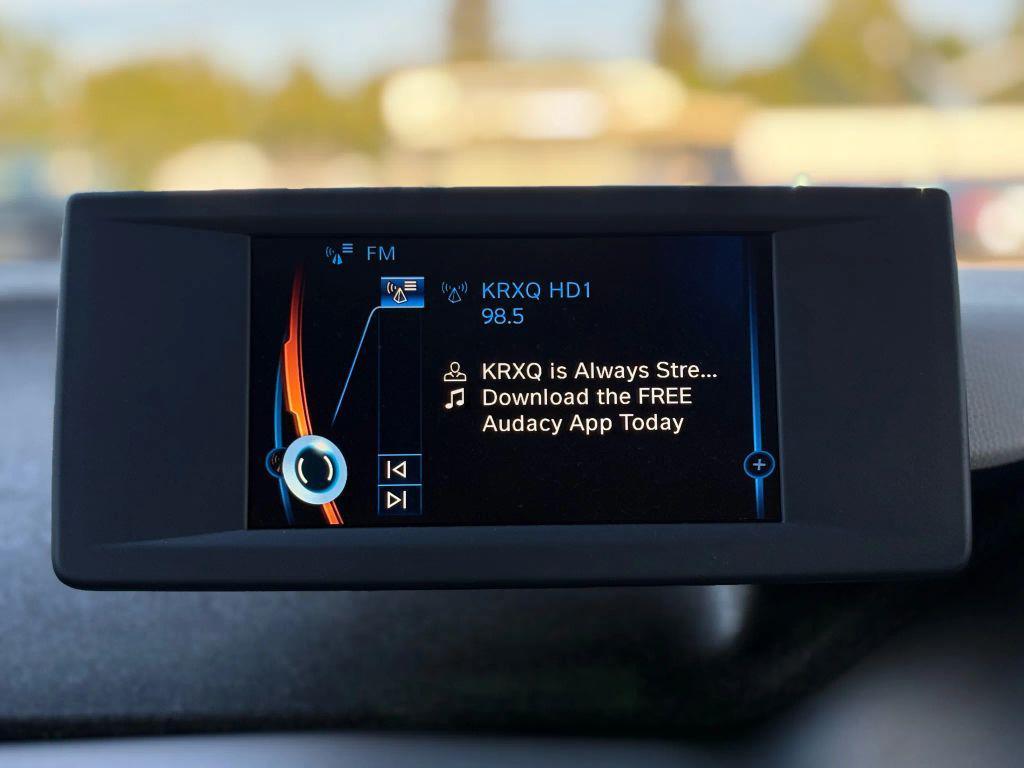 FM
KRXQ HD1
98.5
KRXQ is Always Stre...
Download the FREE
Audacy App Today